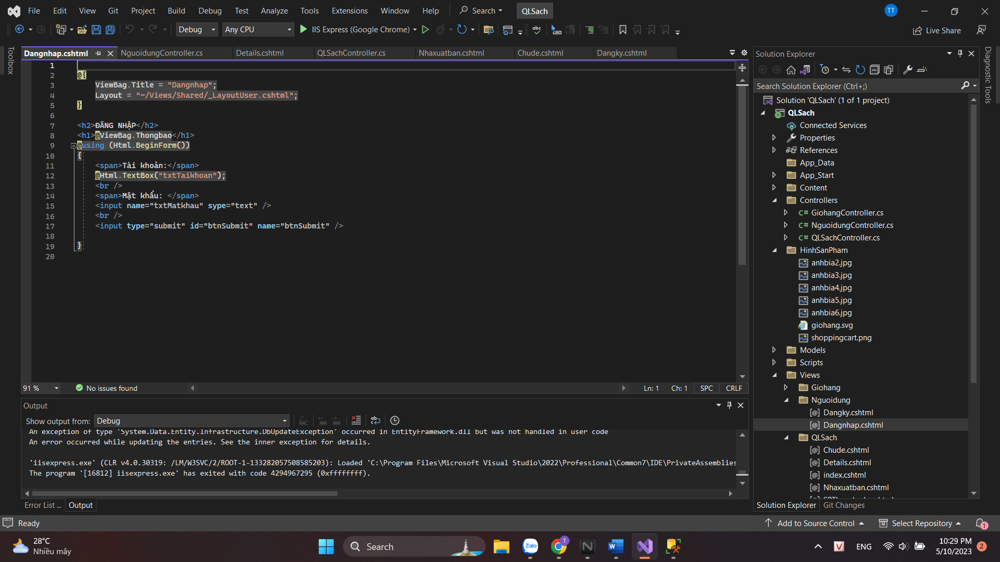 File Edit View Git Project Build Debug Test Analyze Tools Extensions Window Help Search QLSach TT
Debug Any CPU IIS Express (Google Chrome) Live Share
Toolbox
Dangnhap.cshtml NguoidungController.cs Details.cshtml QLSachController.cs Nhaxuatban.cshtml Chude.cshtml Dangky.cshtml
1
2 @{
3 ViewBag.Title = "Dangnhap";
4 Layout = "~/Views/Shared/_LayoutUser.cshtml";
5 }
6
7 <h2>ĐĂNG NHẬP</h2>
8 <h1>@ViewBag.Thongbao</h1>
9 @using (Html.BeginForm())
10 {
11 <span>Tài khoản:</span>
12 @Html.TextBox("txtTaikhoan");
13 <br />
14 <span>Mật khẩu: </span>
15 <input name="txtMatkhau" sype="text" />
16 <br />
17 <input type="submit" id="btnSubmit" name="btnSubmit" />
18
19 }
20
91 % No issues found Ln: 1 Ch: 1 SPC CRLF
Output
Show output from: Debug
An exception of type 'System.Data.Entity.Infrastructure.DbUpdateException' occurred in EntityFramework.dll but was not handled in user code
An error occurred while updating the entries. See the inner exception for details.
'iisexpress.exe' (CLR v4.0.30319: /LM/W3SVC/2/ROOT-1-133282057508585203): Loaded 'C:\Program Files\Microsoft Visual Studio\2022\Professional\Common7\IDE\PrivateAssemblies
The program '[16812] iisexpress.exe' has exited with code 4294967295 (0xffffffff).
Error List ... Output
Solution Explorer
Search Solution Explorer (Ctrl+;)
Solution 'QLSach' (1 of 1 project)
QLSach
Connected Services
Properties
References
App_Data
App_Start
Content
Controllers
C# GiohangController.cs
C# NguoidungController.cs
C# QLSachController.cs
HinhSanPham
anhbia2.jpg
anhbia3.jpg
anhbia4.jpg
anhbia5.jpg
anhbia6.jpg
giohang.svg
shoppingcart.png
Models
Scripts
Views
Giohang
Nguoidung
[@] Dangky.cshtml
[@] Dangnhap.cshtml
QLSach
[@] Chude.cshtml
[@] Details.cshtml
[@] index.cshtml
[@] Nhaxuatban.cshtml
Solution Explorer Git Changes
Diagnostic Tools
Ready Add to Source Control Select Repository 1
28°C
Nhiều mây
Search
Zalo
T
ENG
10:29 PM
5/10/2023
2